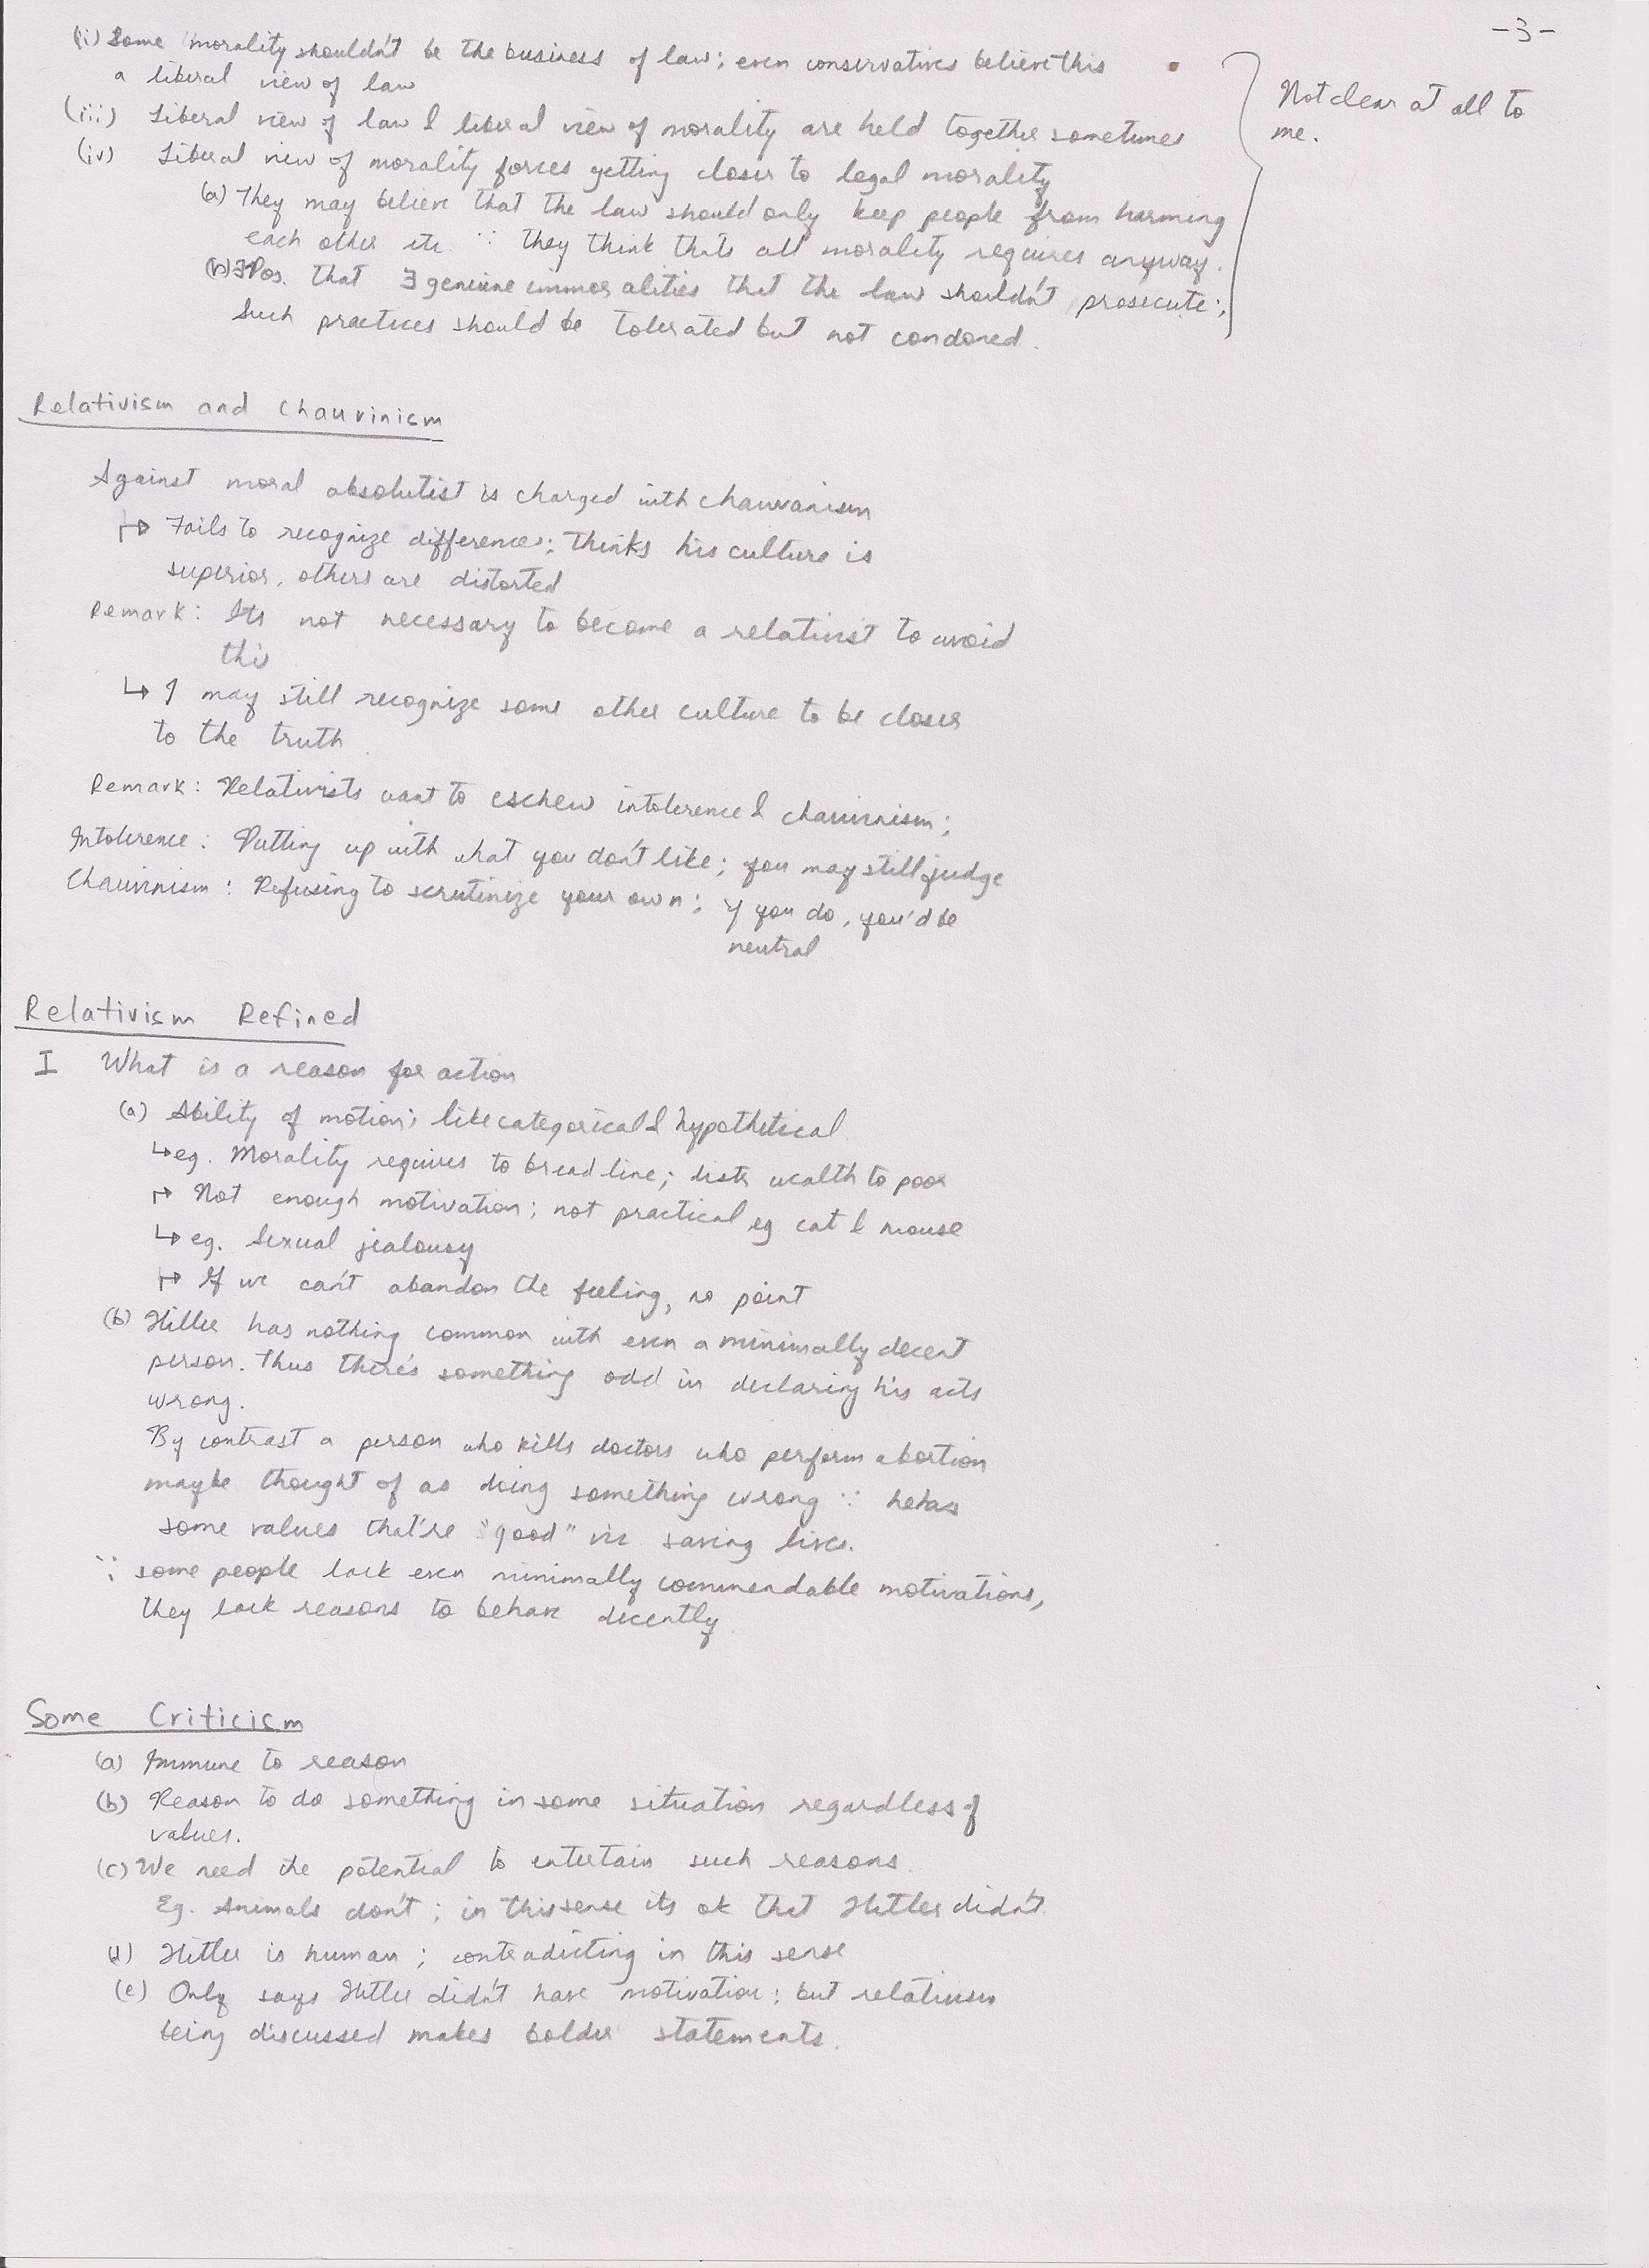 -3-
(ii) Some morality shouldn't be the business of law; even conservatives believe this
a liberal view of law
Not clear at all to
me.
(iii) Liberal view of law & liberal view of morality are held together sometimes
(iv) Liberal view of morality forces getting closer to legal morality
(a) They may believe that the law should only keep people from harming
each other etc ∵ they think thats all morality requires anyway.
(b) ∃ Pos. that ∃ genuine immoralities that the law shouldn't prosecute;
Such practices should be tolerated but not condoned.
Relativism and Chauvinism
Against moral absolutist is charged with chauvanism
↦ Fails to recognize difference; thinks his culture is
superior, others are distorted
Remark: Its not necessary to become a relativist to avoid
this
↳ I may still recognize some other culture to be closer
to the truth
Remark: Relativists want to eschew intolerence & chauvinism;
Intolerence: Putting up with what you don't like; you may still judge
Chauvinism: Refusing to scrutinize your own; if you do, you'd be
neutral
Relativism Refined
I What is a reason for action
(a) Ability of motion; like categorical & hypothetical
↳ eg. Morality requires to bread line; wealth to poor
↦ Not enough motivation; not practical eg cat & mouse
↳ eg. Sexual jealousy
↦ If we can't abandon the feeling, no point
(b) Hitler has nothing common with even a minimally decent
person. Thus there's something odd in declaring his acts
wrong.
By contrast a person who kills doctors who perform abortion
maybe thought of as doing something wrong ∵ he has
some values that're "good" viz saving lives.
∵ some people lack even minimally commendable motivations,
they lack reasons to behave decently
Some Criticism
(a) Immune to reason
(b) Reason to do something in some situation regardless of
values.
(c) We need the potential to entertain such reasons.
Eg. Animals don't; in this sense its ok that Hitler didn't.
(d) Hitler is human; contradicting in this sense
(e) Only says Hitler didn't have motivation; but relativism
being discussed makes bolder statements.